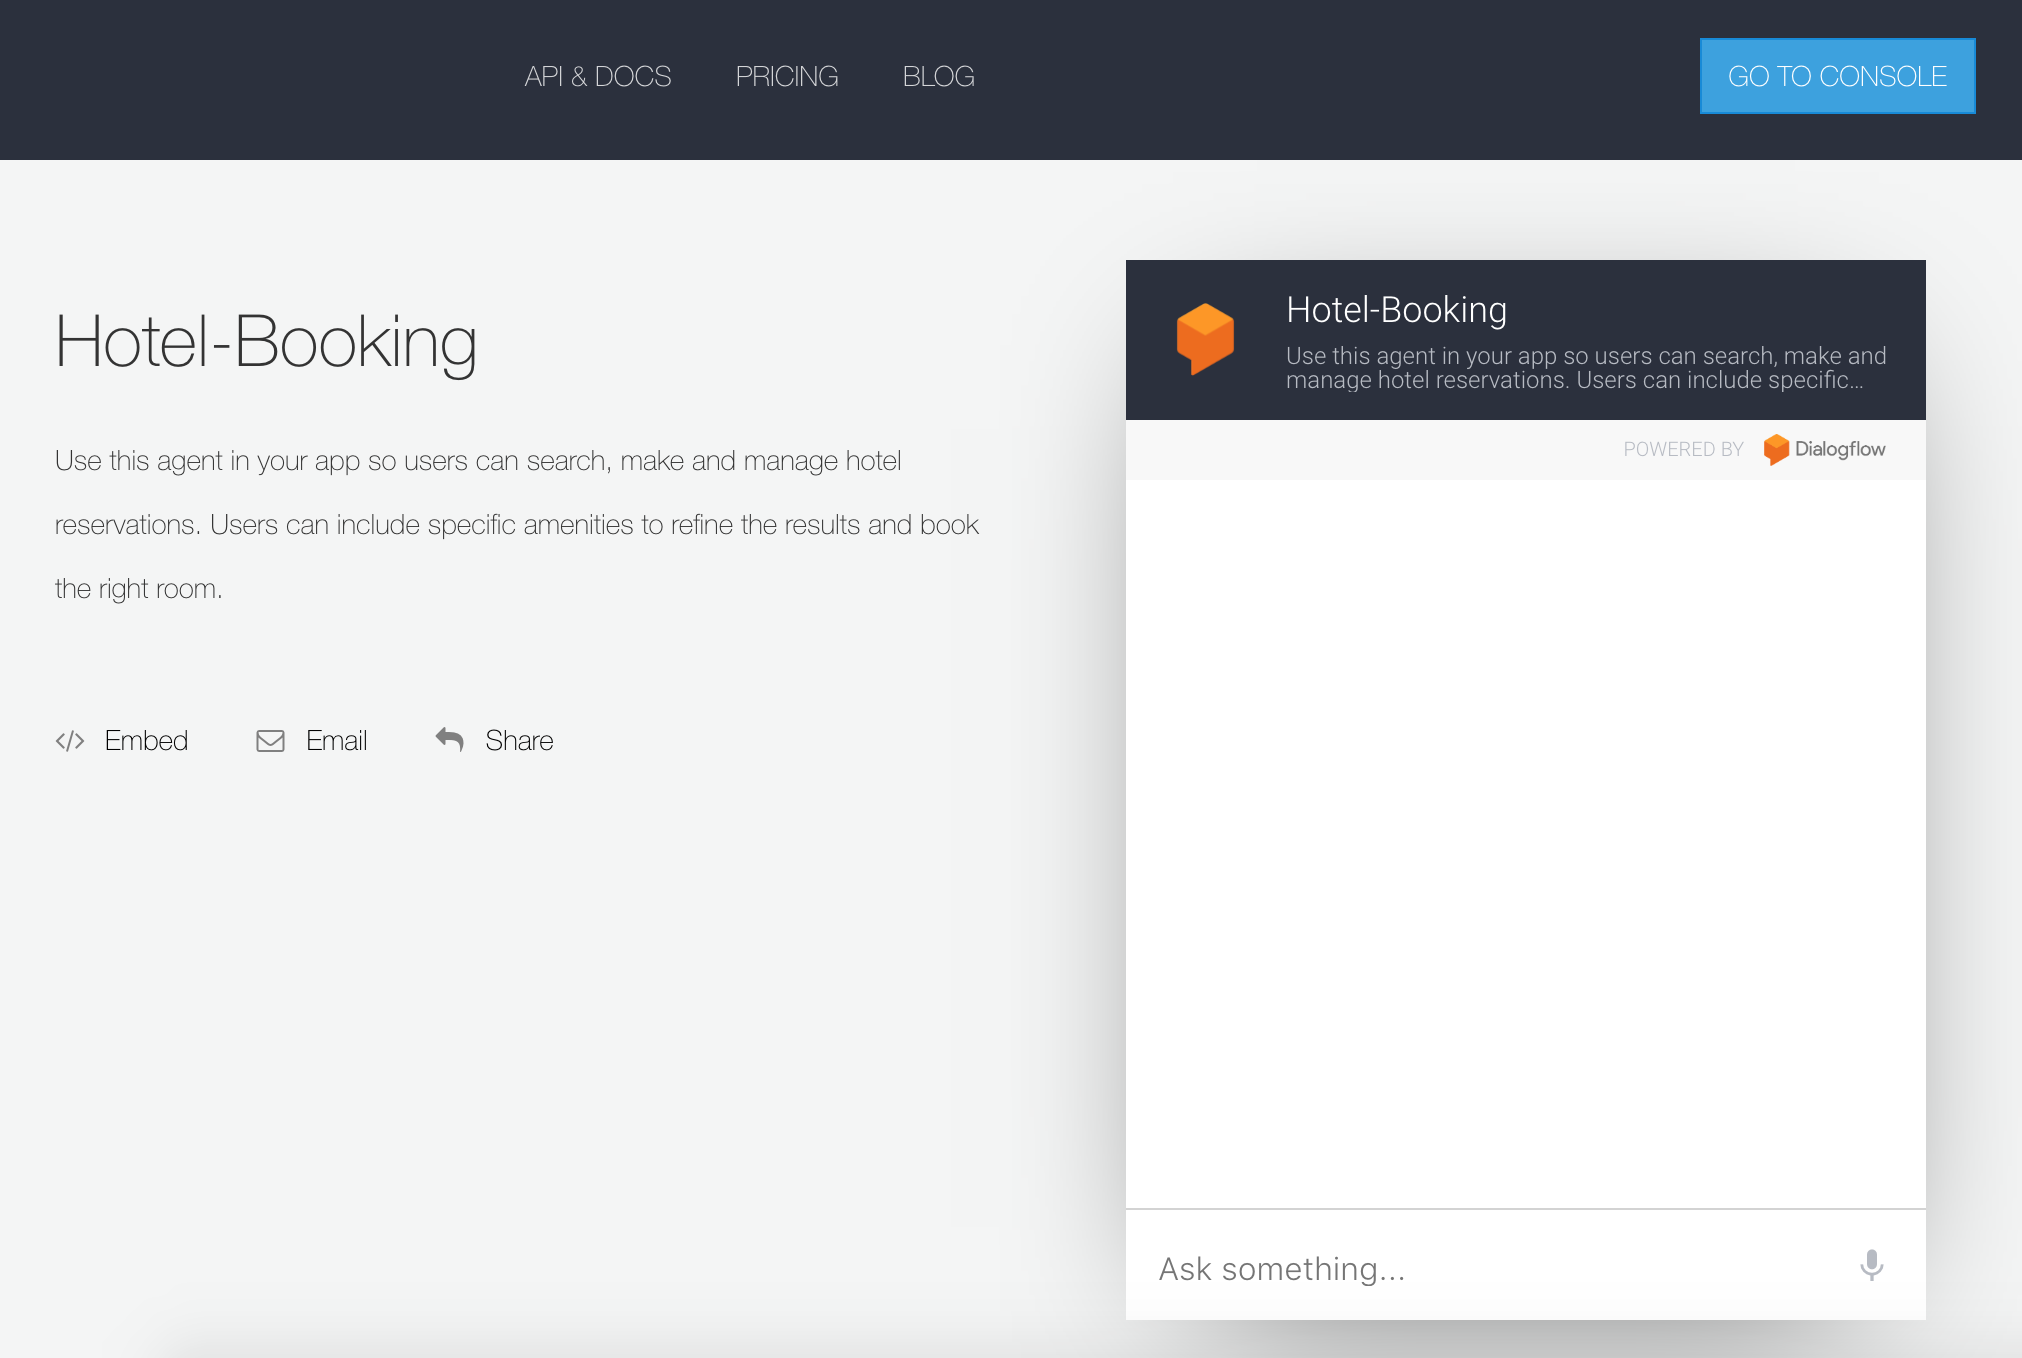 API & DOCS PRICING BLOG GO TO CONSOLE
Hotel-Booking
Use this agent in your app so users can search, make and manage hotel
reservations. Users can include specific amenities to refine the results and book
the right room.
Embed Email Share
Hotel-Booking
Use this agent in your app so users can search, make and
manage hotel reservations. Users can include specific...
POWERED BY Dialogflow
Ask something...